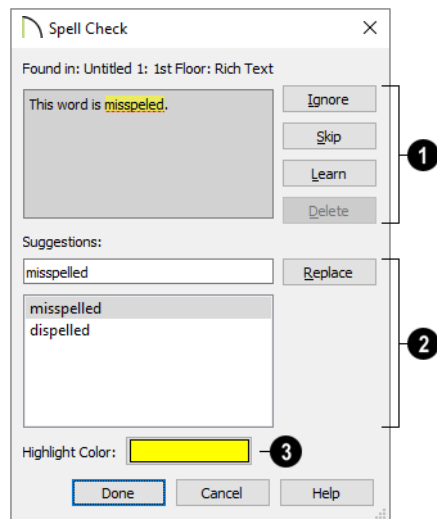 Spell Check
Found in: Untitled 1: 1st Floor: Rich Text
This word is misspeled.
Ignore
Skip
Learn
Delete
1
Suggestions:
misspelled
Replace
misspelled
dispelled
2
Highlight Color:
3
Done Cancel Help